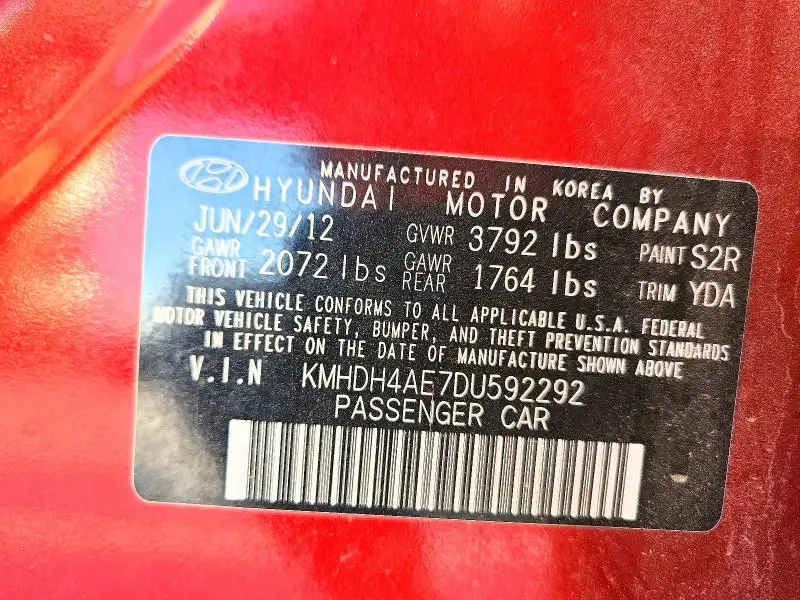 MANUFACTURED IN KOREA BY
HYUNDAI MOTOR COMPANY
JUN/29/12 GVWR 3792 lbs PAINT S2R
GAWR FRONT 2072 lbs GAWR REAR 1764 lbs TRIM YDA
THIS VEHICLE CONFORMS TO ALL APPLICABLE U.S.A. FEDERAL
MOTOR VEHICLE SAFETY, BUMPER, AND THEFT PREVENTION STANDARDS
IN EFFECT ON THE DATE OF MANUFACTURE SHOWN ABOVE
V.I.N KMHDH4AE7DU592292
PASSENGER CAR